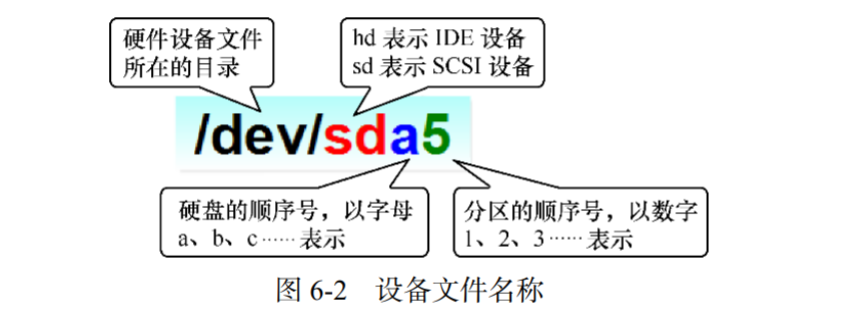 硬件设备文件
所在的目录
hd 表示 IDE 设备
sd 表示 SCSI 设备
/dev/sda5
硬盘的顺序号，以字母
a、b、c……表示
分区的顺序号，以数字
1、2、3……表示
图 6-2 设备文件名称